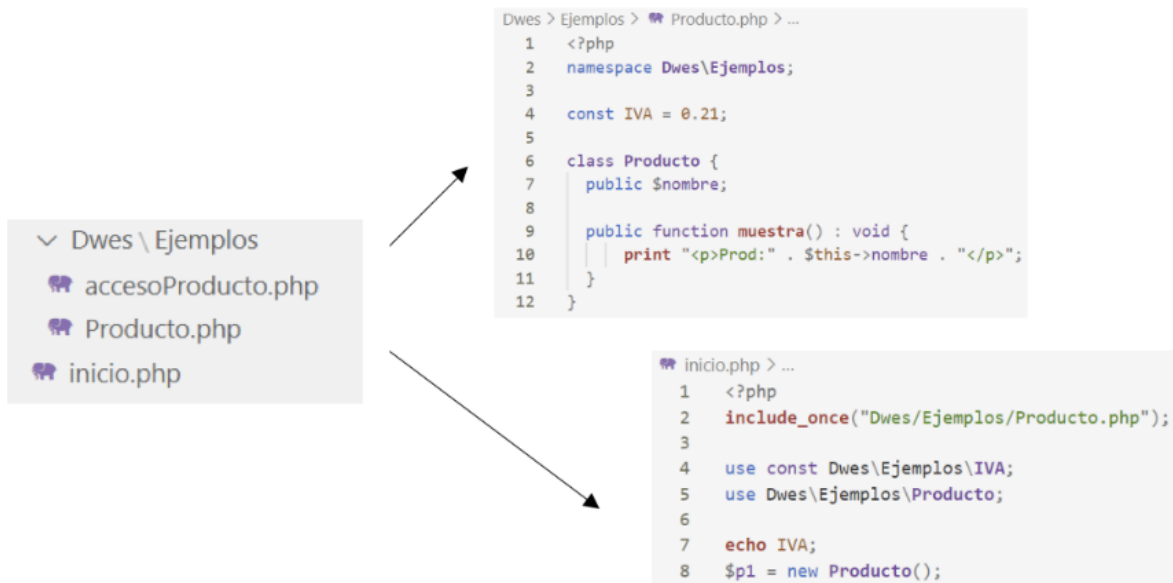 Dwes \ Ejemplos
accesoProducto.php
Producto.php
inicio.php
Dwes > Ejemplos > Producto.php > ...
1 <?php
2 namespace Dwes\Ejemplos;
3
4 const IVA = 0.21;
5
6 class Producto {
7 public $nombre;
8
9 public function muestra() : void {
10 print "<p>Prod:" . $this->nombre . "</p>";
11 }
12 }
inicio.php > ...
1 <?php
2 include_once("Dwes/Ejemplos/Producto.php");
3
4 use const Dwes\Ejemplos\IVA;
5 use Dwes\Ejemplos\Producto;
6
7 echo IVA;
8 $p1 = new Producto();